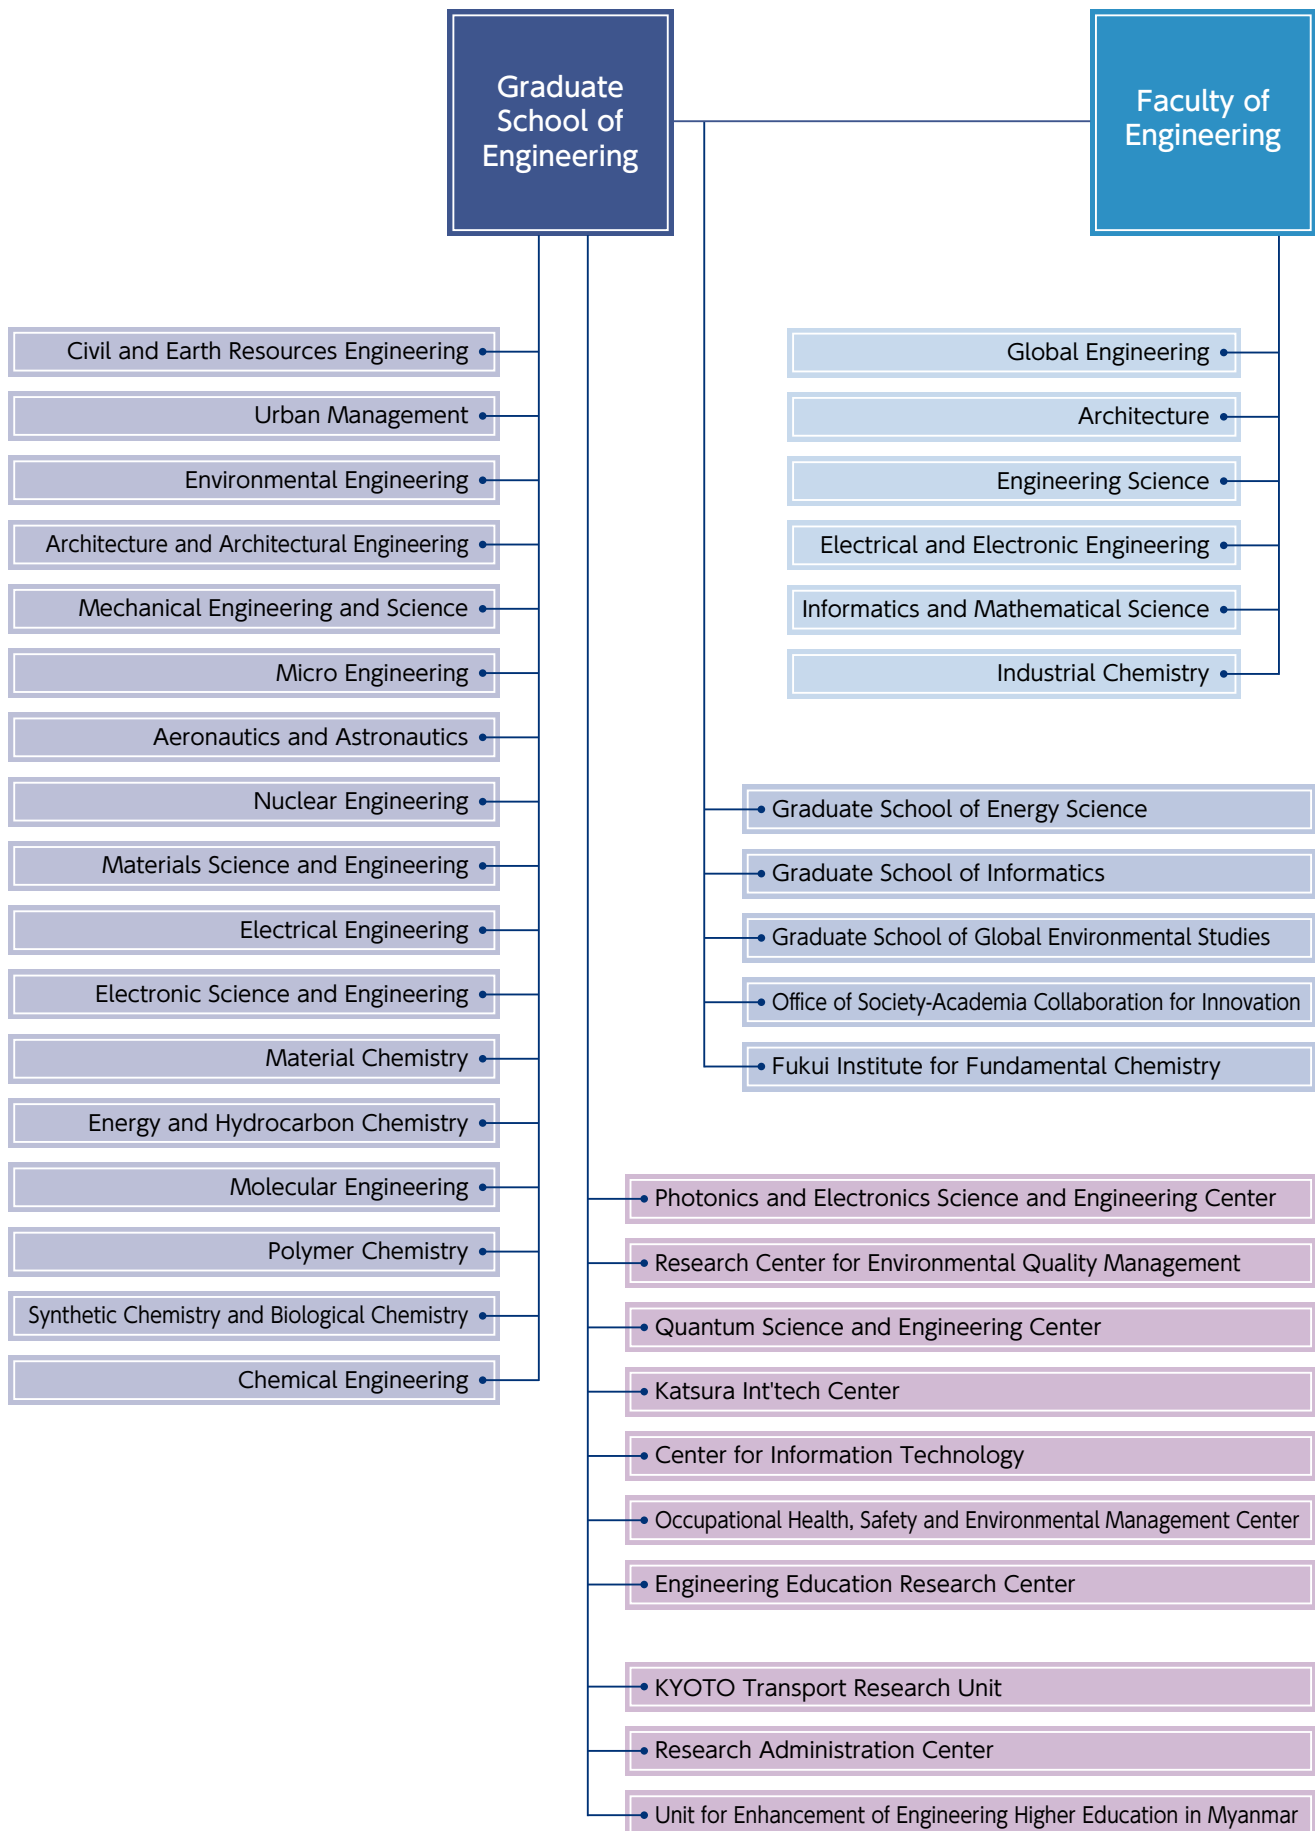 Graduate
School of
Engineering
Faculty of
Engineering
Civil and Earth Resources Engineering
Urban Management
Environmental Engineering
Architecture and Architectural Engineering
Mechanical Engineering and Science
Micro Engineering
Aeronautics and Astronautics
Nuclear Engineering
Materials Science and Engineering
Electrical Engineering
Electronic Science and Engineering
Material Chemistry
Energy and Hydrocarbon Chemistry
Molecular Engineering
Polymer Chemistry
Synthetic Chemistry and Biological Chemistry
Chemical Engineering
Global Engineering
Architecture
Engineering Science
Electrical and Electronic Engineering
Informatics and Mathematical Science
Industrial Chemistry
Graduate School of Energy Science
Graduate School of Informatics
Graduate School of Global Environmental Studies
Office of Society-Academia Collaboration for Innovation
Fukui Institute for Fundamental Chemistry
Photonics and Electronics Science and Engineering Center
Research Center for Environmental Quality Management
Quantum Science and Engineering Center
Katsura Int'tech Center
Center for Information Technology
Occupational Health, Safety and Environmental Management Center
Engineering Education Research Center
KYOTO Transport Research Unit
Research Administration Center
Unit for Enhancement of Engineering Higher Education in Myanmar